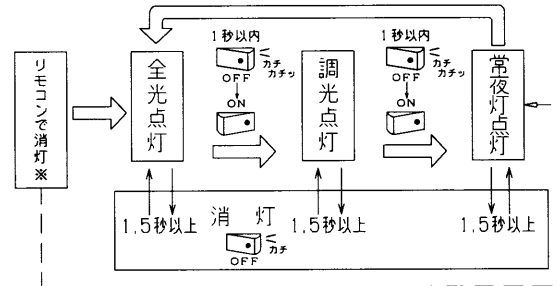 リモコンで消灯※
全光点灯
1秒以内
カチ
カチッ
OFF
ON
調光点灯
1秒以内
カチ
カチッ
OFF
ON
常夜灯点灯
1.5秒以上
消 灯
カチ
OFF
1.5秒以上
1.5秒以上